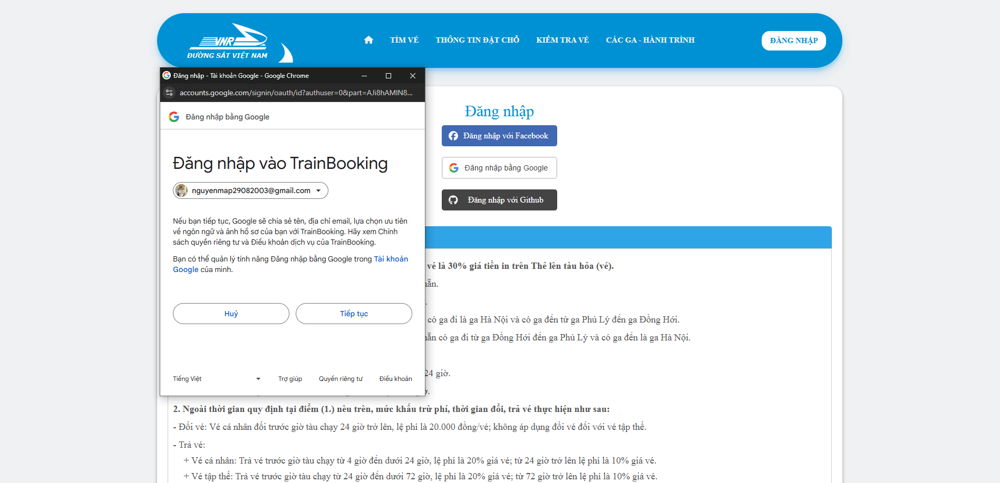 VNR
ĐƯỜNG SẮT VIỆT NAM
TÌM VÉ
THÔNG TIN ĐẶT CHỖ
KIỂM TRA VÉ
CÁC GA - HÀNH TRÌNH
ĐĂNG NHẬP
Đăng nhập - Tài khoản Google - Google Chrome
accounts.google.com/signin/oauth/id?authuser=0&part=AJi8hAMIN8...
Đăng nhập bằng Google
Đăng nhập vào TrainBooking
nguyenmap29082003@gmail.com
Nếu bạn tiếp tục, Google sẽ chia sẻ tên, địa chỉ email, lựa chọn ưu tiên
về ngôn ngữ và ảnh hồ sơ của bạn với TrainBooking. Hãy xem Chính
sách quyền riêng tư và Điều khoản dịch vụ của TrainBooking.
Bạn có thể quản lý tính năng Đăng nhập bằng Google trong Tài khoản
Google của mình.
Huỷ
Tiếp tục
Tiếng Việt
Trợ giúp
Quyền riêng tư
Điều khoản
Đăng nhập
Đăng nhập với Facebook
Đăng nhập bằng Google
Đăng nhập với Github
vé là 30% giá tiền in trên Thẻ lên tàu hỏa (vé).
có ga đi là ga Hà Nội và có ga đến từ ga Phủ Lý đến ga Đồng Hới.
có ga đi từ ga Đồng Hới đến ga Phủ Lý và có ga đến là ga Hà Nội.
24 giờ.
2. Ngoài thời gian quy định tại điểm (1.) nêu trên, mức khấu trừ phí, thời gian đổi, trả vé thực hiện như sau:
- Đổi vé: Vé cá nhân đổi trước giờ tàu chạy 24 giờ trở lên, lệ phí là 20.000 đồng/vé; không áp dụng đổi vé đối với vé tập thể.
- Trả vé:
+ Vé cá nhân: Trả vé trước giờ tàu chạy từ 4 giờ đến dưới 24 giờ, lệ phí là 20% giá vé; từ 24 giờ trở lên lệ phí là 10% giá vé.
+ Vé tập thể: Trả vé trước giờ tàu chạy từ 24 giờ đến dưới 72 giờ, lệ phí là 20% giá vé; từ 72 giờ trở lên lệ phí là 10% giá vé.